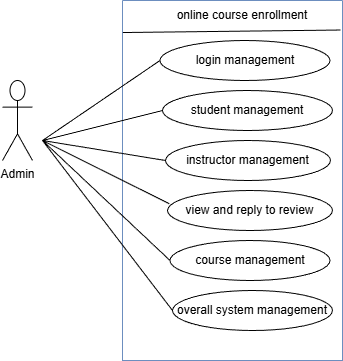 online course enrollment
login management
student management
instructor management
view and reply to review
course management
overall system management
Admin